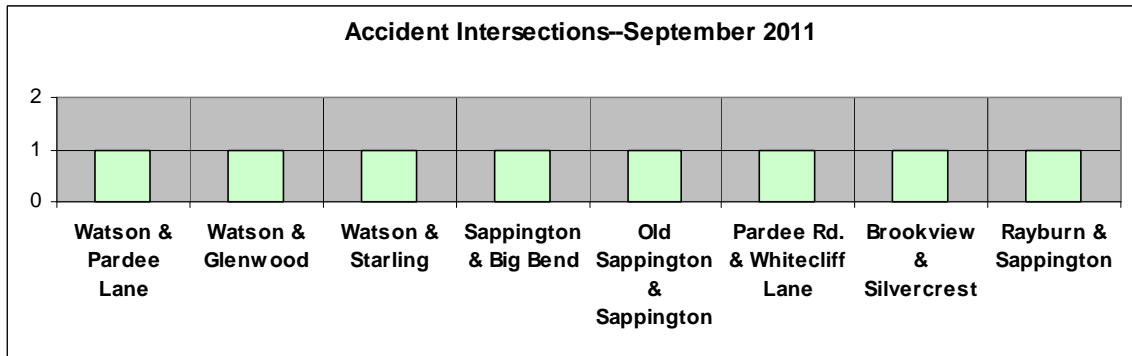 Accident Intersections--September 2011
2
1
0
Watson &
Pardee
Lane
Watson &
Glenwood
Watson &
Starling
Sappington
& Big Bend
Old
Sappington
&
Sappington
Pardee Rd.
& Whitecliff
Lane
Brookview
&
Silvercrest
Rayburn &
Sappington